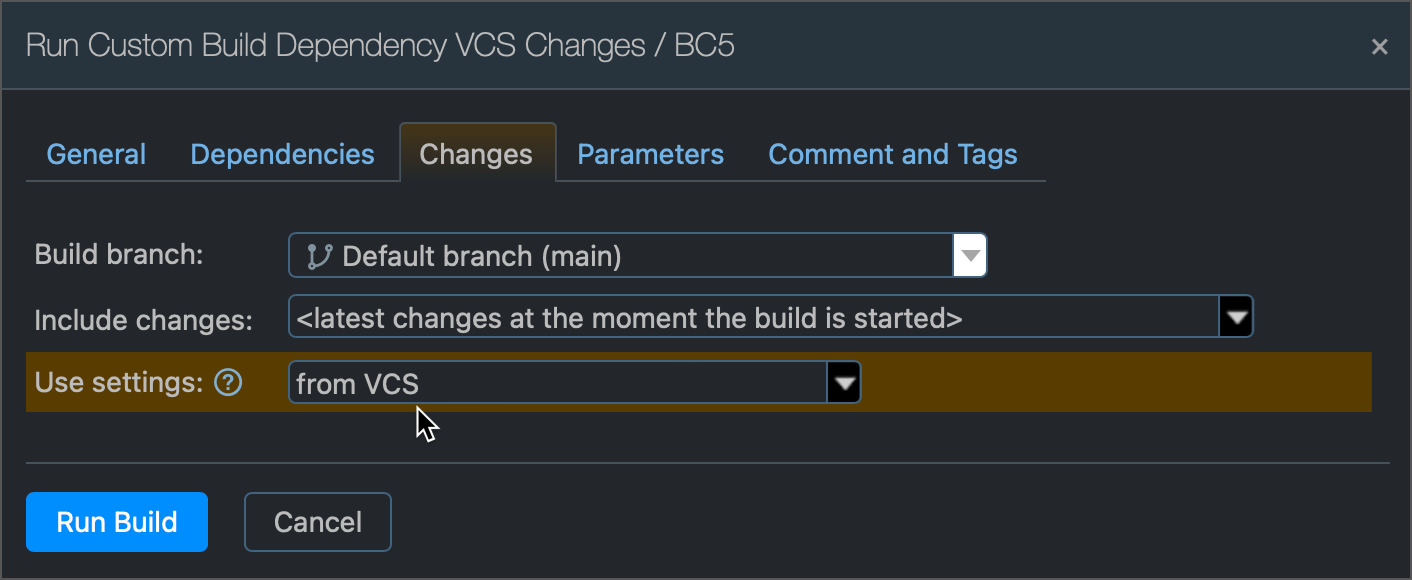 Run Custom Build Dependency VCS Changes / BC5 ×
General Dependencies Changes Parameters Comment and Tags
Build branch: Default branch (main)
Include changes: <latest changes at the moment the build is started>
Use settings: ? from VCS
Run Build Cancel